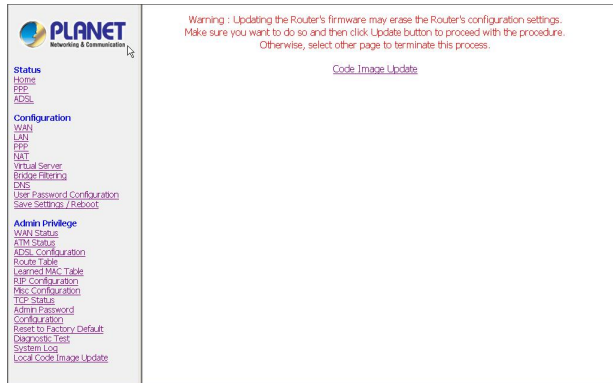 PLANET
Networking & Communication
Status
Home
PPP
ADSL
Configuration
WAN
LAN
PPP
NAT
Virtual Server
Bridge Filtering
DNS
User Password Configuration
Save Settings / Reboot
Admin Privilege
WAN Status
ATM Status
ADSL Configuration
Route Table
Learned MAC Table
RIP Configuration
Misc Configuration
TCP Status
Admin Password
Configuration
Reset to Factory Default
Diagnostic Test
System Log
Local Code Image Update
Warning : Updating the Router's firmware may erase the Router's configuration settings.
Make sure you want to do so and then click Update button to proceed with the procedure.
Otherwise, select other page to terminate this process.
Code Image Update